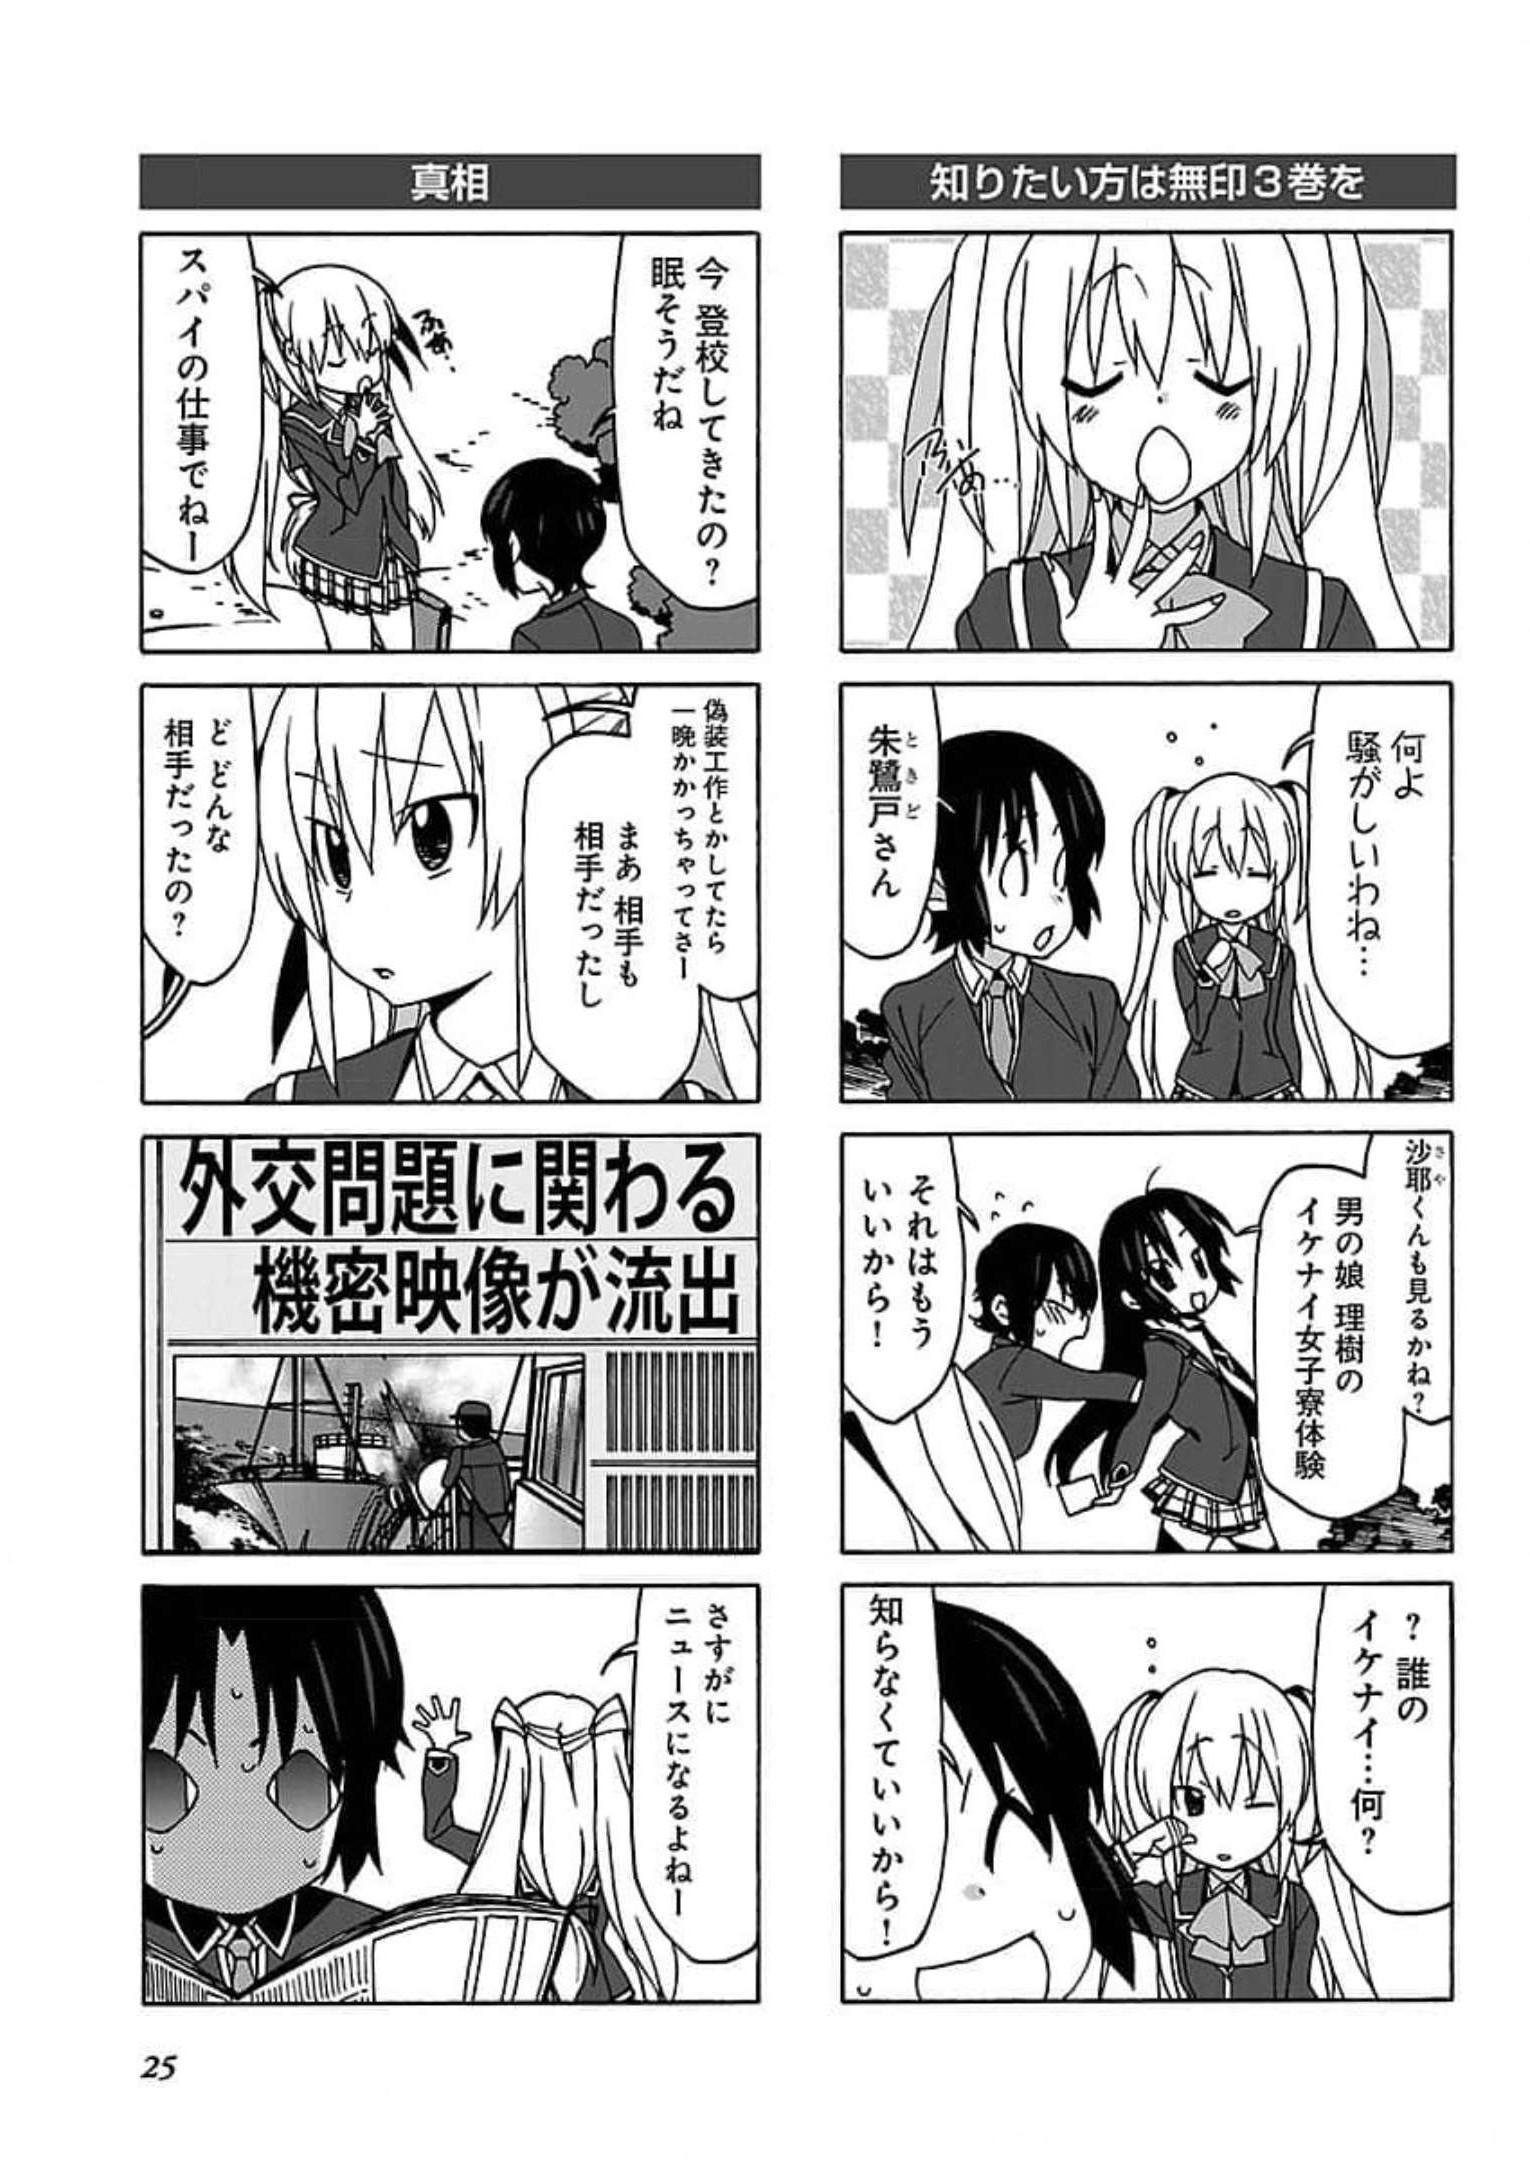 知りたい方は無印3巻を
ふぁ…
何よ
騒がしいわね…
朱鷺戸さん
ときど
沙耶くんも見るかね?
さや
男の娘 理樹の
イケナイ女子寮体験
それはもう
いいから!
?誰の
イケナイ…何?
知らなくていいから!
真相
今 登校してきたの?
眠そうだね
ふぁぁ…
スパイの仕事でねー
偽装工作とかしてたら
一晩かかっちゃってさー
まあ 相手も
相手だったし
ど どんな
相手だったの?
外交問題に関わる
機密映像が流出
さすがに
ニュースになるよねー
25